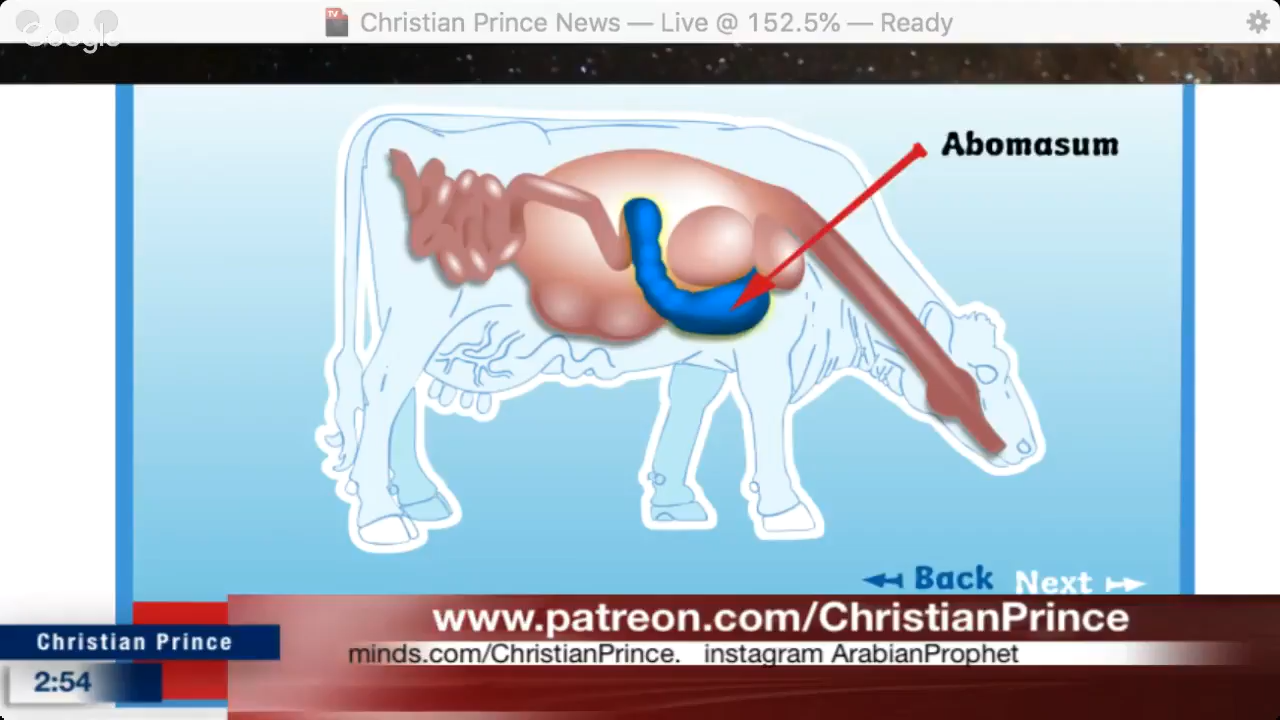 Christian Prince News — Live @ 152.5% — Ready
Google
Abomasum
Back Next
www.patreon.com/ChristianPrince
Christian Prince
minds.com/ChristianPrince. instagram ArabianProphet
2:54